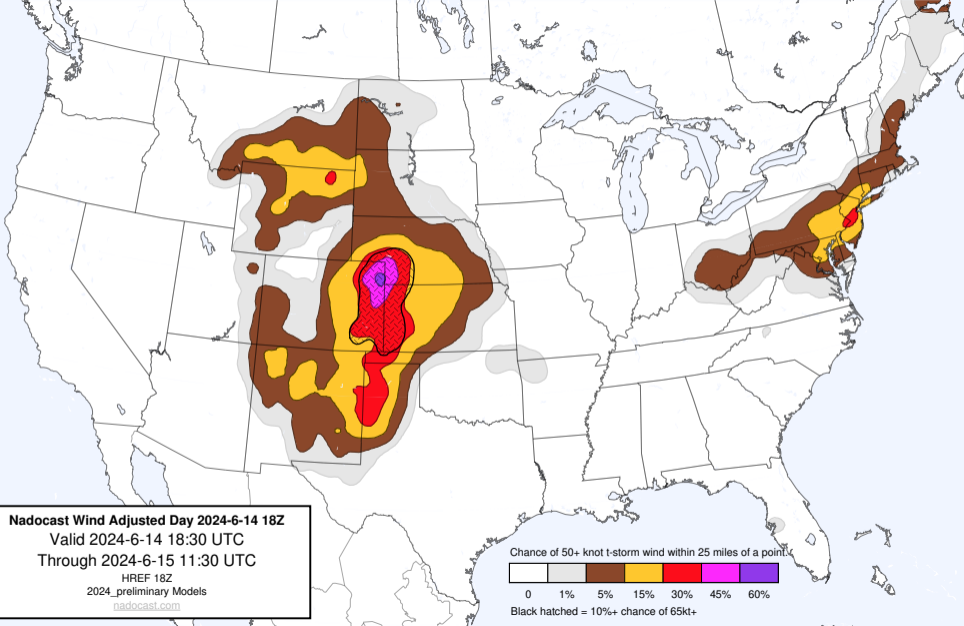 Nadocast Wind Adjusted Day 2024-6-14 18Z
Valid 2024-6-14 18:30 UTC
Through 2024-6-15 11:30 UTC
HREF 18Z
2024_preliminary Models
nadocast.com
Chance of 50+ knot t-storm wind within 25 miles of a point.
0 1% 5% 15% 30% 45% 60%
Black hatched = 10%+ chance of 65kt+